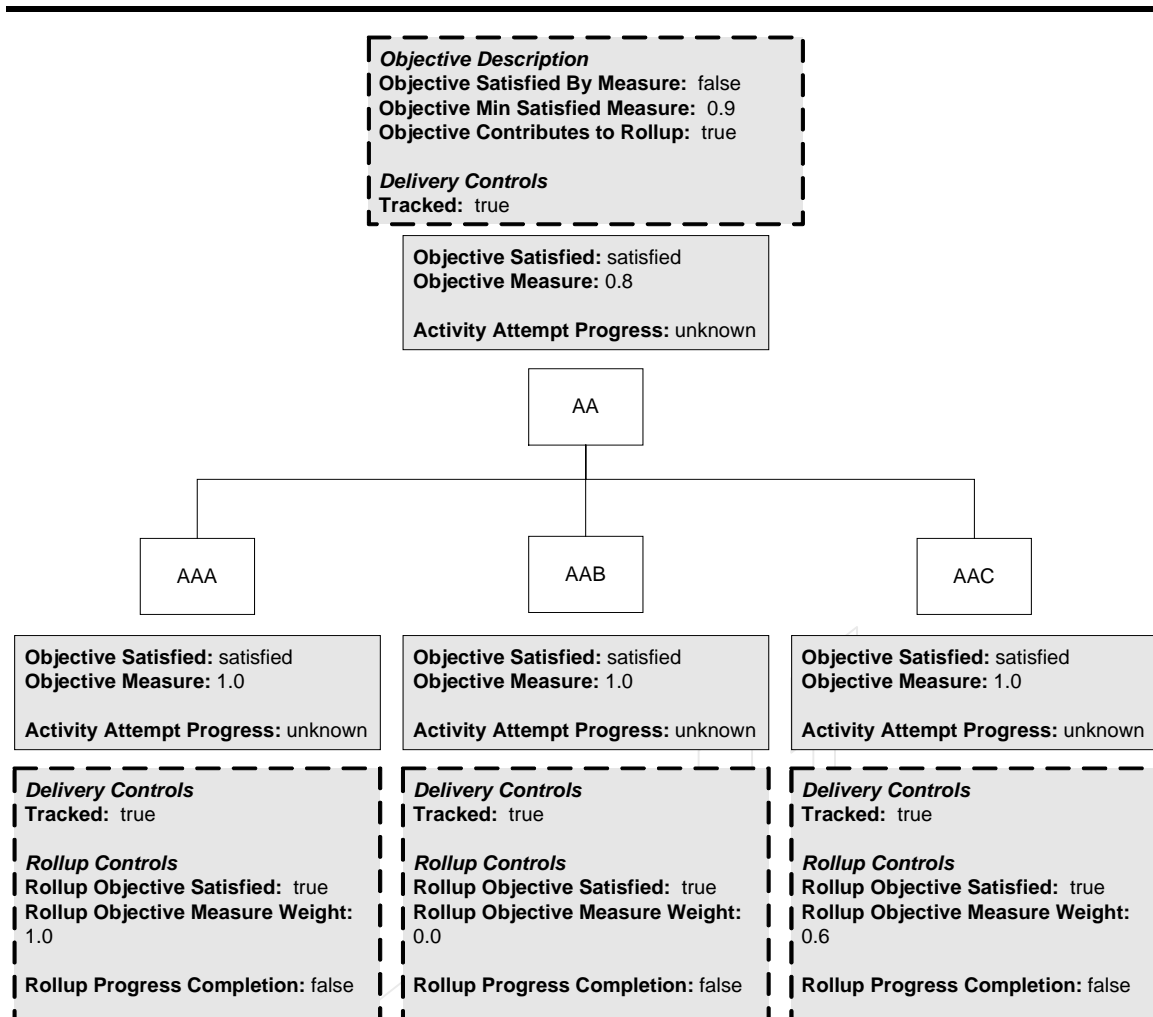 Objective Description
Objective Satisfied By Measure: false
Objective Min Satisfied Measure: 0.9
Objective Contributes to Rollup: true
Delivery Controls
Tracked: true
Objective Satisfied: satisfied
Objective Measure: 0.8
Activity Attempt Progress: unknown
AA
AAA
AAB
AAC
Objective Satisfied: satisfied
Objective Measure: 1.0
Activity Attempt Progress: unknown
Objective Satisfied: satisfied
Objective Measure: 1.0
Activity Attempt Progress: unknown
Objective Satisfied: satisfied
Objective Measure: 1.0
Activity Attempt Progress: unknown
Delivery Controls
Tracked: true
Rollup Controls
Rollup Objective Satisfied: true
Rollup Objective Measure Weight:
1.0
Rollup Progress Completion: false
Delivery Controls
Tracked: true
Rollup Controls
Rollup Objective Satisfied: true
Rollup Objective Measure Weight:
0.0
Rollup Progress Completion: false
Delivery Controls
Tracked: true
Rollup Controls
Rollup Objective Satisfied: true
Rollup Objective Measure Weight:
0.6
Rollup Progress Completion: false